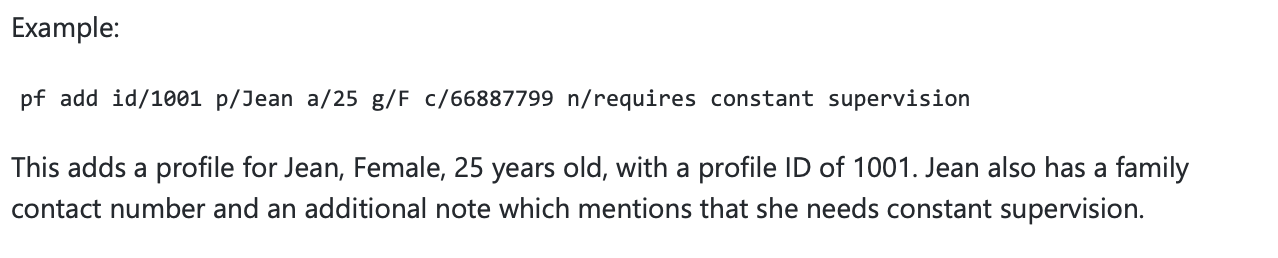 Example:
pf add id/1001 p/Jean a/25 g/F c/66887799 n/requires constant supervision
This adds a profile for Jean, Female, 25 years old, with a profile ID of 1001. Jean also has a family
contact number and an additional note which mentions that she needs constant supervision.